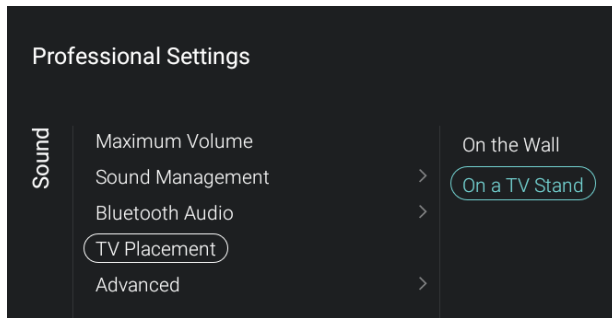 Professional Settings
Sound
Maximum Volume
Sound Management
Bluetooth Audio
TV Placement
Advanced
On the Wall
On a TV Stand